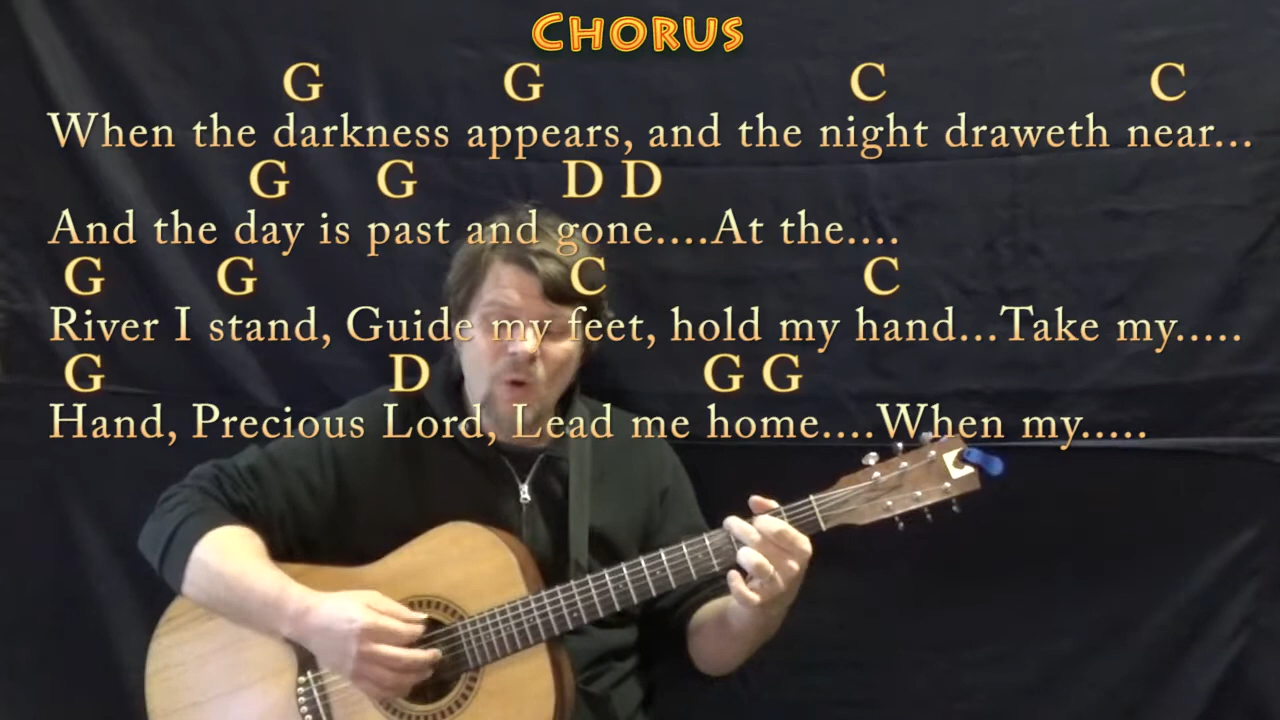 CHORUS
G G C C
When the darkness appears, and the night draweth near...
G G D D
And the day is past and gone....At the....
G G C C
River I stand, Guide my feet, hold my hand...Take my.....
G D G G
Hand, Precious Lord, Lead me home....When my.....